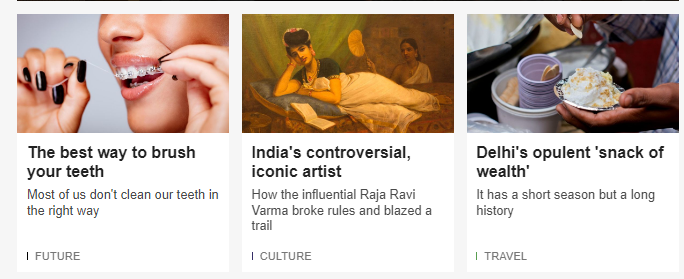 The best way to brush
your teeth
Most of us don't clean our teeth in
the right way
FUTURE
India's controversial,
iconic artist
How the influential Raja Ravi
Varma broke rules and blazed a
trail
CULTURE
Delhi's opulent 'snack of
wealth'
It has a short season but a long
history
TRAVEL